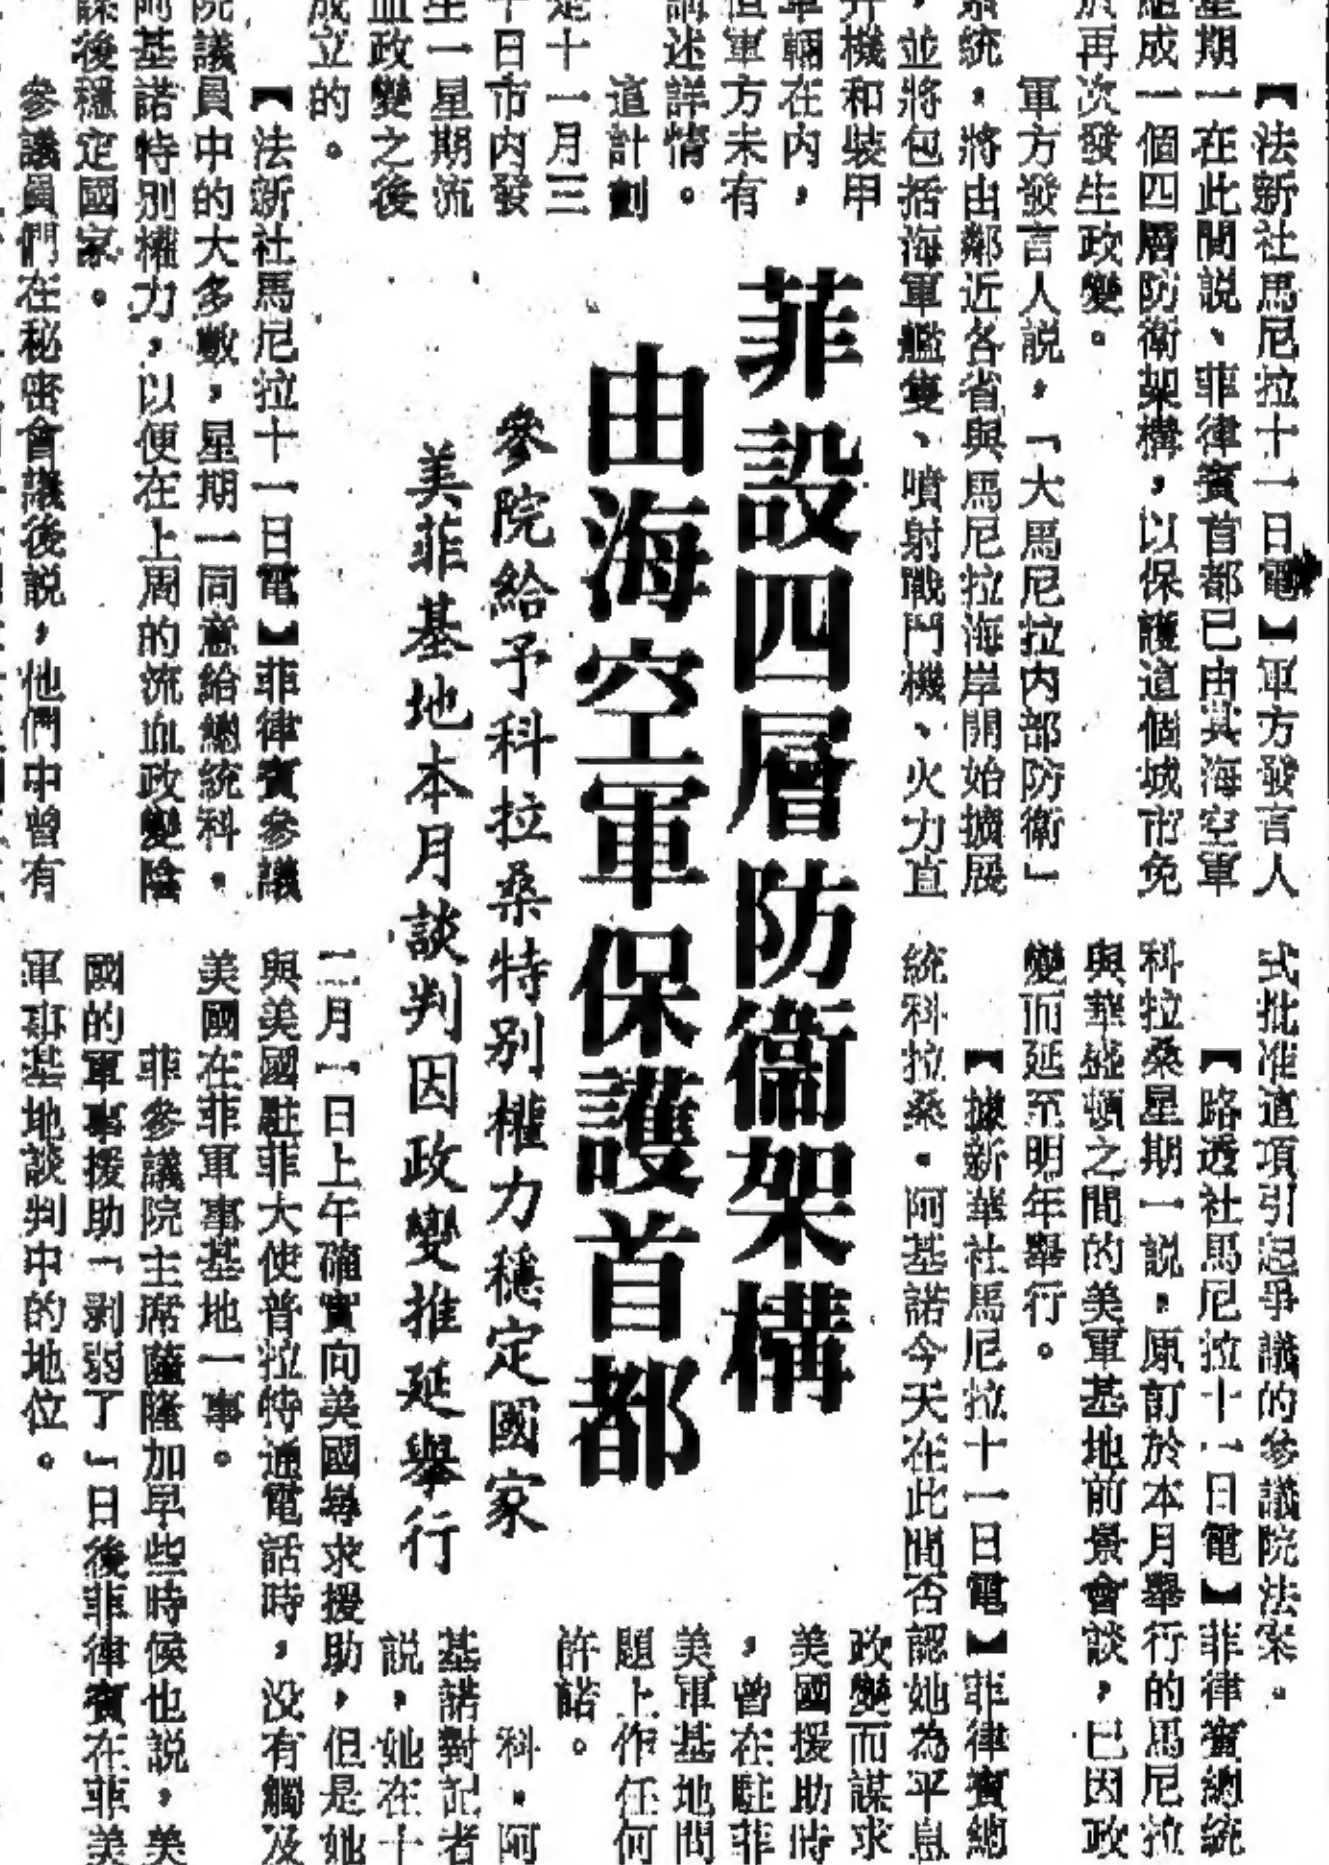 菲設四層防衞架構
由海空軍保護首都
參院給予科拉桑特別權力穩定國家
美菲基地本月談判因政變推延舉行
【法新社馬尼拉十一日電】軍方發言人
星期一在此間説、菲律賓首都已由其海空軍
組成一個四層防衛架構，以保護這個城市免
於再次發生政變。
軍方發言人説，「大馬尼拉内部防衛」
系統，將由鄰近各省與馬尼拉海岸開始擴展
，並將包括海軍艦隻、噴射戰鬥機、火力直
升機和裝甲
車輛在内，
但軍方未有
講述詳情。
這計劃
是十一月三
十日市内發
生一星期流
血政變之後
成立的。
【法新社馬尼拉十一日電】菲律賓參議
院議員中的大多數，星期一同意給總統科．
阿基諾特別權力，以便在上周的流血政變陰
謀後穩定國家。
參議員們在秘密會議後説，他們中曾有
式批准這項引起爭議的參議院法案。
【路透社馬尼拉十一日電】菲律賓總統
科拉桑星期一説，原訂於本月舉行的馬尼拉
與華盛頓之間的美軍基地前景會談，已因政
變而延至明年舉行。
【據新華社馬尼拉十一日電】菲律賓總
統科拉桑．阿基諾今天在此間否認她為平息
政變而謀求
美國援助時
，曾在駐菲
美軍基地問
題上作任何
許諾。
科．阿
基諾對記者
説，她在十
二月一日上午確實向美國尋求援助，但是她
與美國駐菲大使普拉特通電話時，没有觸及
美國在菲軍事基地一事。
菲參議院主席薩隆加早些時候也説，美
國的軍事援助「剥弱了」日後菲律賓在菲美
軍事基地談判中的地位。